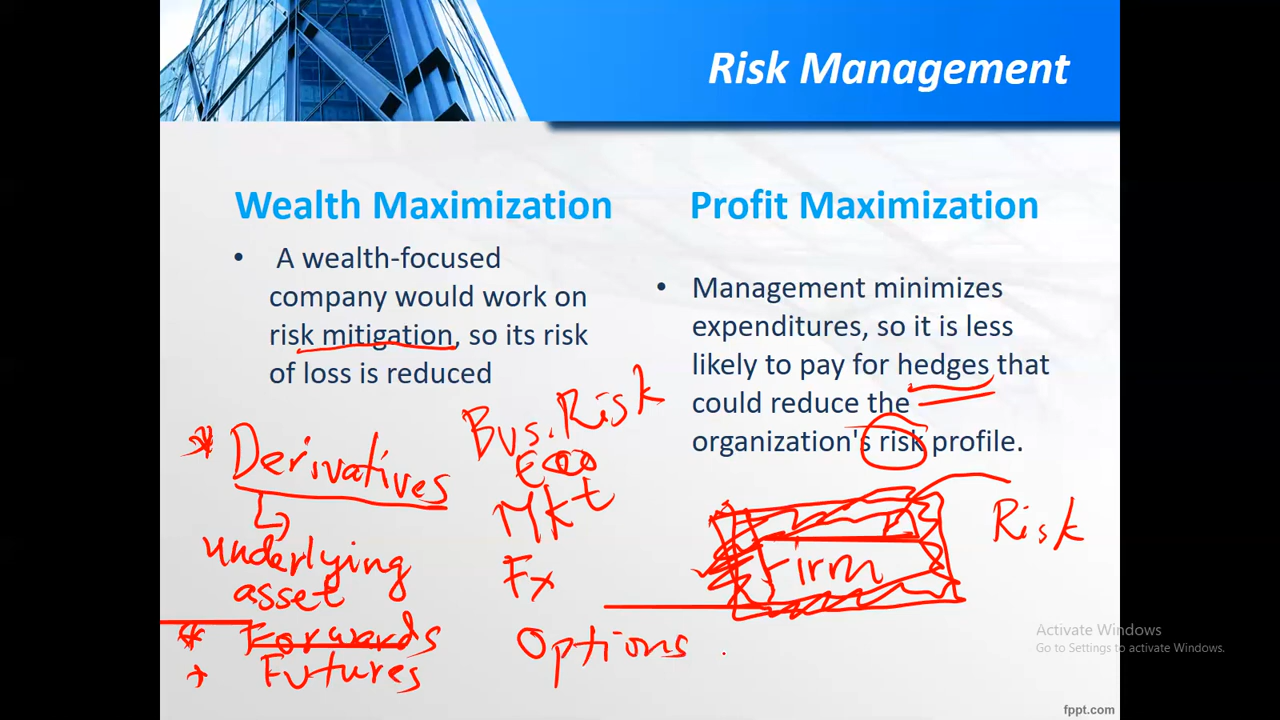 Risk Management
Wealth Maximization
• A wealth-focused
company would work on
risk mitigation, so its risk
of loss is reduced
Profit Maximization
• Management minimizes
expenditures, so it is less
likely to pay for hedges that
could reduce the
organization's risk profile.
* Derivatives
Underlying
asset
* Forwards
Futures
Bus. Risk
Eco
Mkt
Fx
Options
Firm
Risk
Activate Windows
Go to Settings to activate Windows.
fppt.com